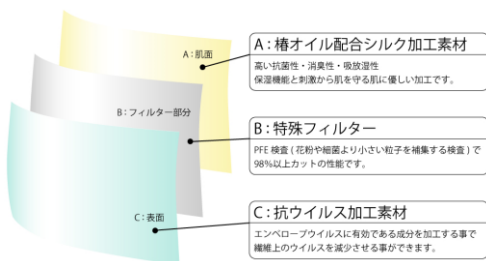 A：肌面
B：フィルター部分
C：表面
A：椿オイル配合シルク加工素材
高い抗菌性・消臭性・吸放湿性
保湿機能と刺激から肌を守る肌に優しい加工です。
B：特殊フィルター
PFE 検査 ( 花粉や細菌より小さい粒子を補集する検査 ) で
98％以上カットの性能です。
C：抗ウイルス加工素材
エンベロープウイルスに有効である成分を加工する事で
繊維上のウイルスを減少させる事ができます。